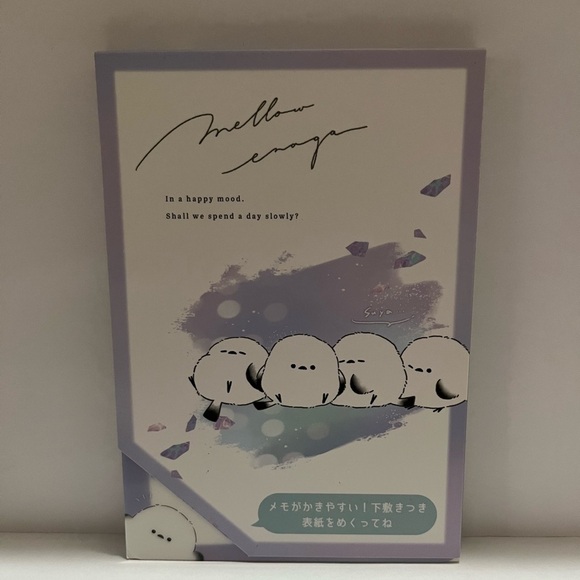 mellow
enaga
In a happy mood.
Shall we spend a day slowly?
Suya
メモがかきやすい！下敷きつき
表紙をめくってね